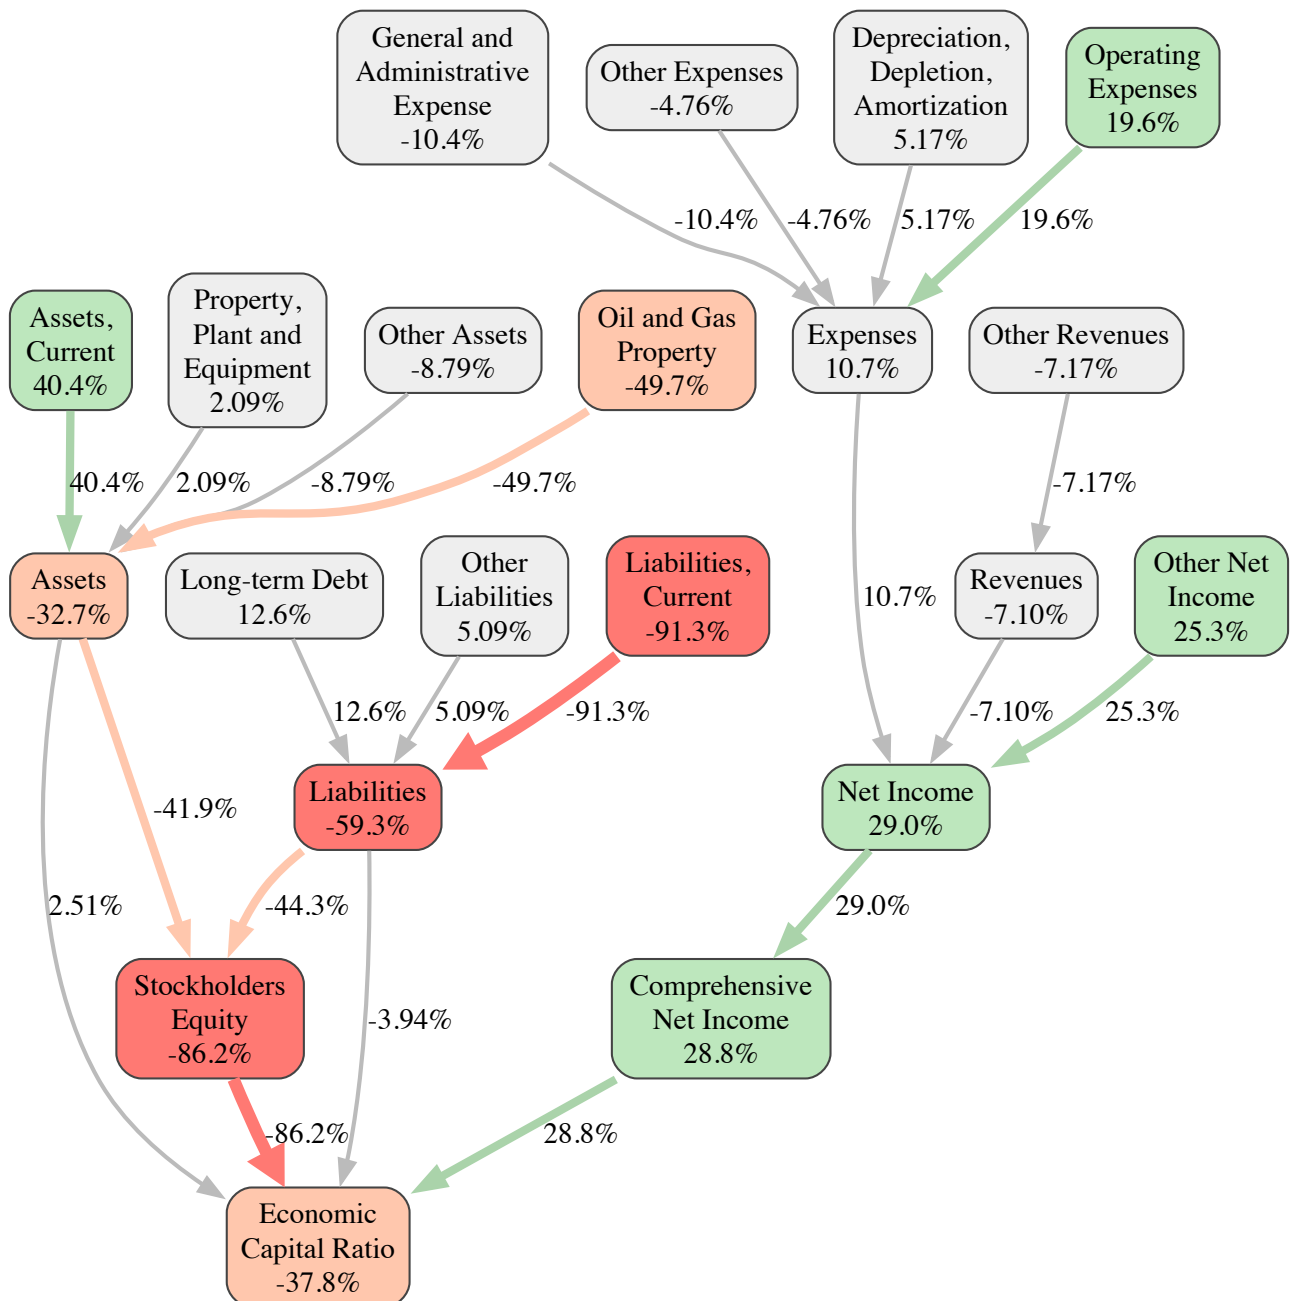 General and
Administrative
Expense
-10.4%
Other Expenses
-4.76%
Depreciation,
Depletion,
Amortization
5.17%
Operating
Expenses
19.6%
-10.4%
-4.76%
5.17%
19.6%
Assets,
Current
40.4%
Property,
Plant and
Equipment
2.09%
Other Assets
-8.79%
Oil and Gas
Property
-49.7%
Expenses
10.7%
Other Revenues
-7.17%
40.4%
2.09%
-8.79%
-49.7%
-7.17%
Assets
-32.7%
Long-term Debt
12.6%
Other
Liabilities
5.09%
Liabilities,
Current
-91.3%
10.7%
Revenues
-7.10%
Other Net
Income
25.3%
12.6%
5.09%
-91.3%
-7.10%
25.3%
-41.9%
Liabilities
-59.3%
Net Income
29.0%
2.51%
-44.3%
29.0%
Stockholders
Equity
-86.2%
-3.94%
Comprehensive
Net Income
28.8%
-86.2%
28.8%
Economic
Capital Ratio
-37.8%